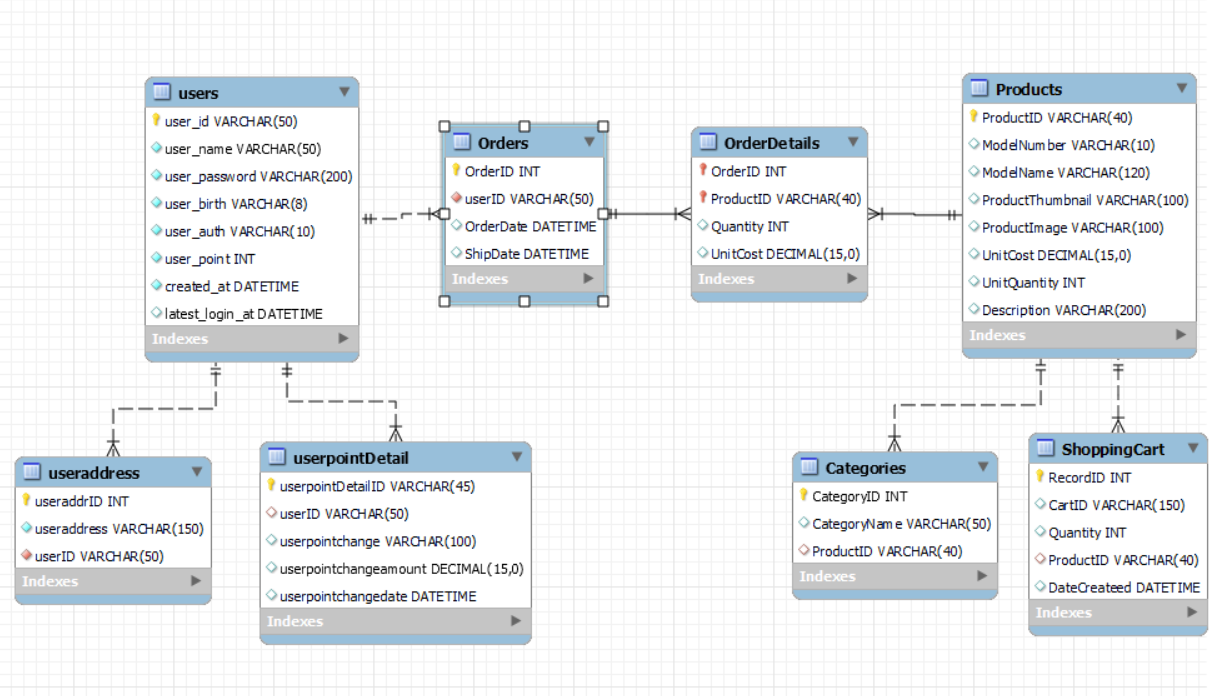 users
user_id VARCHAR(50)
user_name VARCHAR(50)
user_password VARCHAR(200)
user_birth VARCHAR(8)
user_auth VARCHAR(10)
user_point INT
created_at DATETIME
latest_login_at DATETIME
Indexes
Orders
OrderID INT
userID VARCHAR(50)
OrderDate DATETIME
ShipDate DATETIME
Indexes
OrderDetails
OrderID INT
ProductID VARCHAR(40)
Quantity INT
UnitCost DECIMAL(15,0)
Indexes
Products
ProductID VARCHAR(40)
ModelNumber VARCHAR(10)
ModelName VARCHAR(120)
ProductThumbnail VARCHAR(100)
ProductImage VARCHAR(100)
UnitCost DECIMAL(15,0)
UnitQuantity INT
Description VARCHAR(200)
Indexes
useraddress
useraddrID INT
useraddress VARCHAR(150)
userID VARCHAR(50)
Indexes
userpointDetail
userpointDetailID VARCHAR(45)
userID VARCHAR(50)
userpointchange VARCHAR(100)
userpointchangeamount DECIMAL(15,0)
userpointchangedate DATETIME
Indexes
Categories
CategoryID INT
CategoryName VARCHAR(50)
ProductID VARCHAR(40)
Indexes
ShoppingCart
RecordID INT
CartID VARCHAR(150)
Quantity INT
ProductID VARCHAR(40)
DateCreateed DATETIME
Indexes